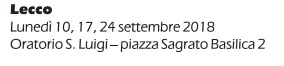 Lecco
Lunedì 10, 17, 24 settembre 2018
Oratorio S. Luigi – piazza Sagrato Basilica 2